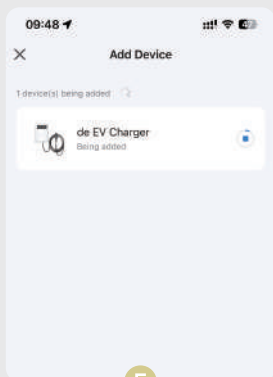 09:48
Add Device
1 device(s) being added
de EV Charger
Being added